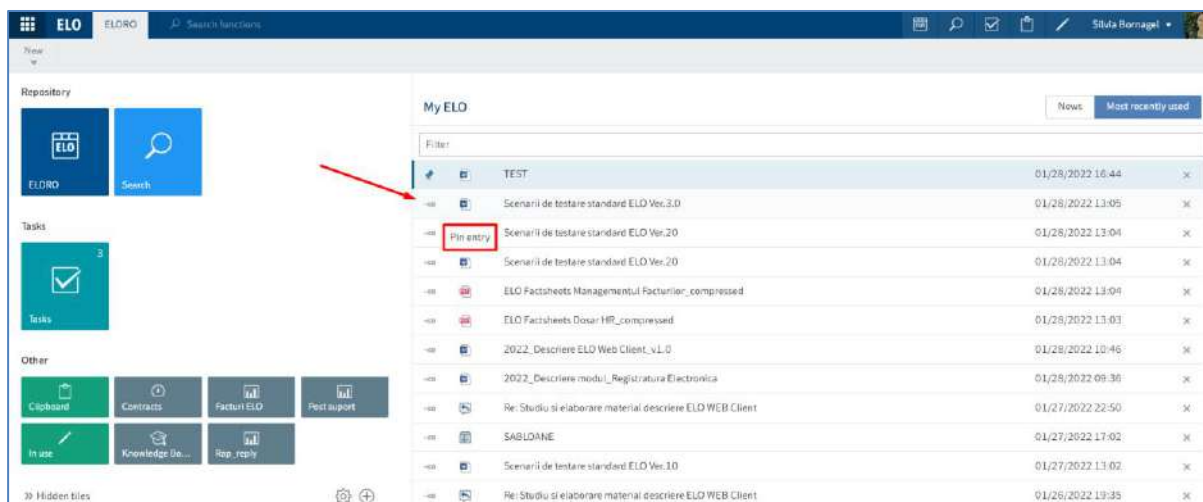 ELO ELORO Search functions Silvia Bornagel
New
Repository
ELORO
Search
Tasks
3
Tasks
Other
Clipboard
Contracts
Facturi ELO
Post suport
In use
Knowledge Ba...
Rap_reply
Hidden tiles
My ELO News Most recently used
Filter
TEST 01/28/2022 16:44
Scenarii de testare standard ELO Ver.3.0 01/28/2022 13:05
Pin entry Scenarii de testare standard ELO Ver.20 01/28/2022 13:04
Scenarii de testare standard ELO Ver.20 01/28/2022 13:04
ELO Factsheets Managementul Facturilor_compressed 01/28/2022 13:04
ELO Factsheets Dosar HR_compressed 01/28/2022 13:03
2022_Descriere ELO Web Client_v1.0 01/28/2022 10:46
2022_Descriere modul_Registratura Electronica 01/28/2022 09:36
Re: Studiu si elaborare material descriere ELO WEB Client 01/27/2022 22:50
SABLOANE 01/27/2022 17:02
Scenarii de testare standard ELO Ver.10 01/27/2022 13:02
Re: Studiu si elaborare material descriere ELO WEB Client 01/26/2022 19:35